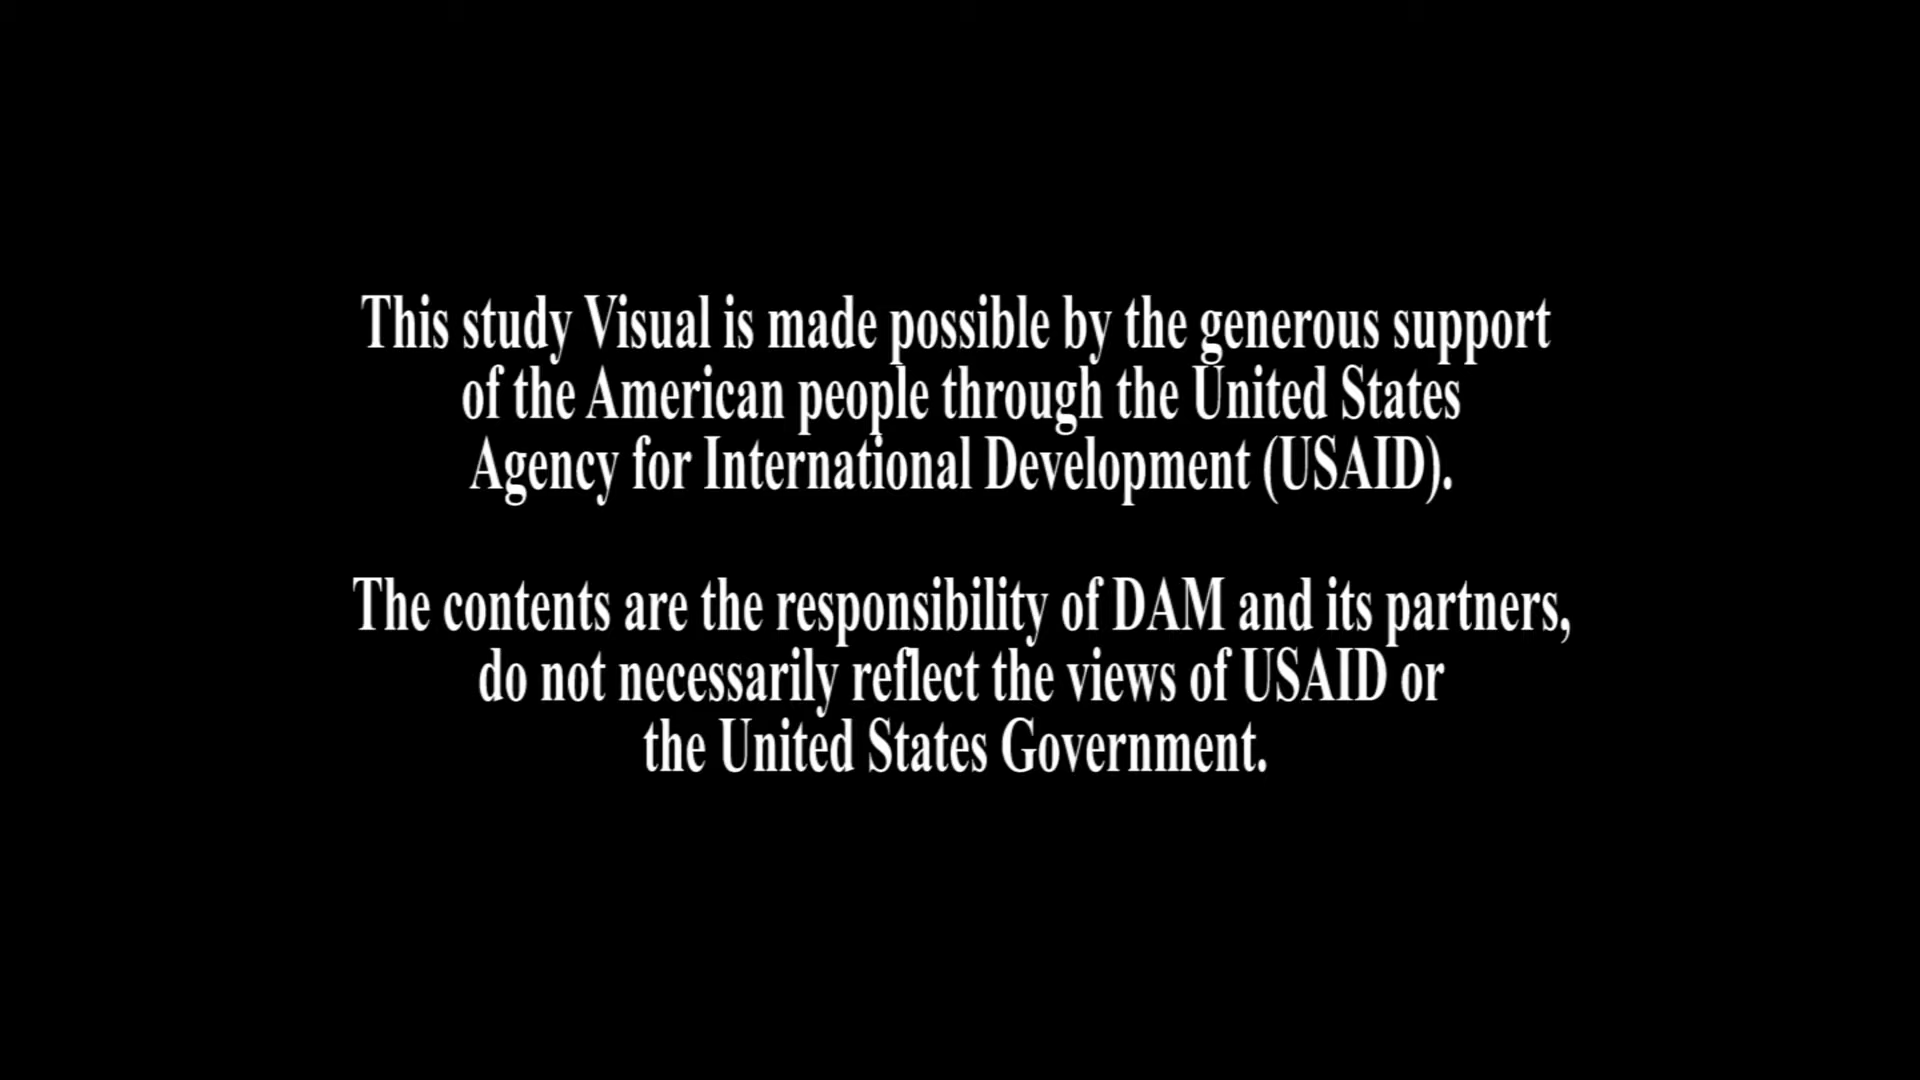 This study Visual is made possible by the generous support
of the American people through the United States
Agency for International Development (USAID).
The contents are the responsibility of DAM and its partners,
do not necessarily reflect the views of USAID or
the United States Government.